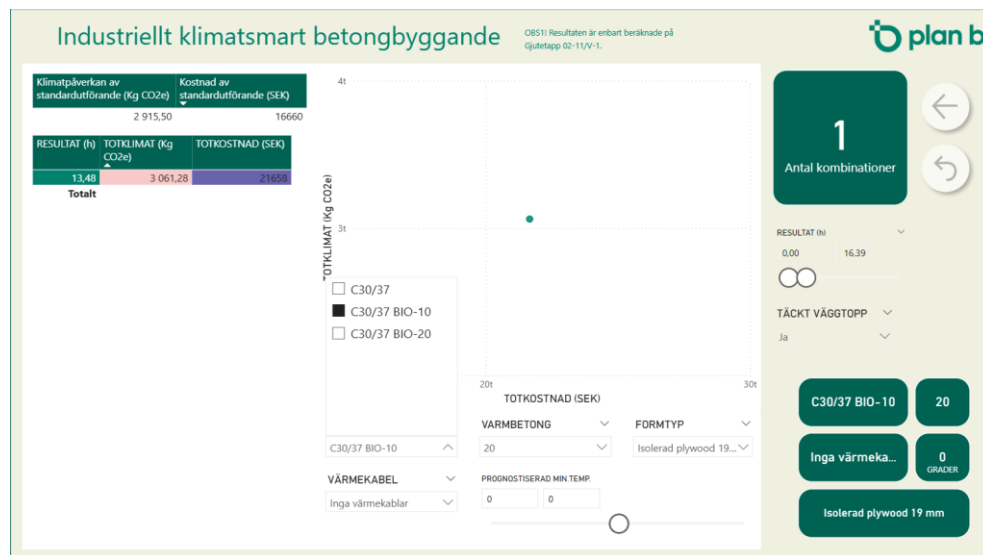 Industriellt klimatsmart betongbyggande
OBS1! Resultaten är enbart beräknade på
Gjutetapp 02-11/V-1.
plan b
Klimatpåverkan av
standardutförande (Kg CO2e)
Kostnad av
standardutförande (SEK)
2 915,50
16660
RESULTAT (h)
TOTKLIMAT (Kg
CO2e)
TOTKOSTNAD (SEK)
13,48
3 061,28
21658
Totalt
4t
3t
TOTKLIMAT (Kg CO2e)
20t
30t
TOTKOSTNAD (SEK)
C30/37
C30/37 BIO-10
C30/37 BIO-20
C30/37 BIO-10
VARMBETONG
20
FORMTYP
Isolerad plywood 19...
VÄRMEKABEL
Inga värmekablar
PROGNOSTISERAD MIN.TEMP.
0
0
1
Antal kombinationer
RESULTAT (h)
0,00
16,39
TÄCKT VÄGGTOPP
Ja
C30/37 BIO-10
20
Inga värmeka...
0
GRADER
Isolerad plywood 19 mm